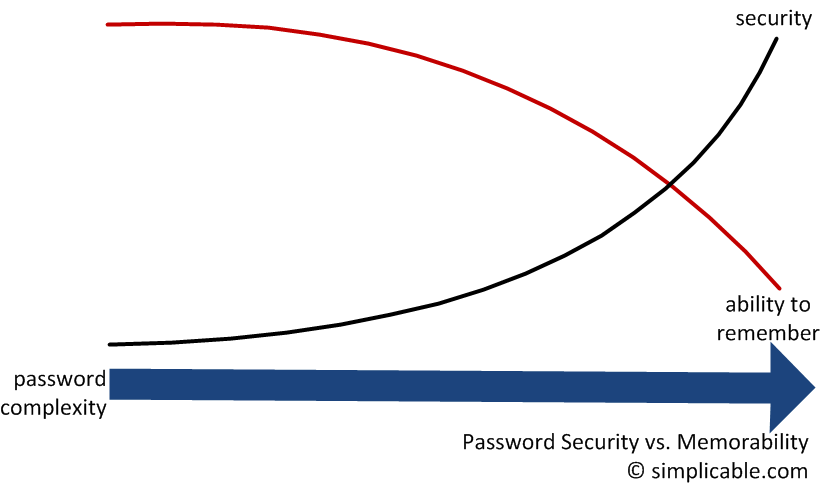 security
ability to
remember
password
complexity
Password Security vs. Memorability
© simplicable.com